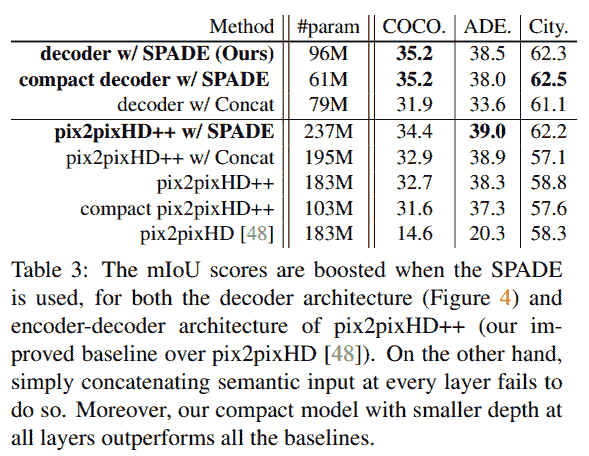 Method #param COCO. ADE. City.
decoder w/ SPADE (Ours) 96M 35.2 38.5 62.3
compact decoder w/ SPADE 61M 35.2 38.0 62.5
decoder w/ Concat 79M 31.9 33.6 61.1
pix2pixHD++ w/ SPADE 237M 34.4 39.0 62.2
pix2pixHD++ w/ Concat 195M 32.9 38.9 57.1
pix2pixHD++ 183M 32.7 38.3 58.8
compact pix2pixHD++ 103M 31.6 37.3 57.6
pix2pixHD [48] 183M 14.6 20.3 58.3
Table 3: The mIoU scores are boosted when the SPADE
is used, for both the decoder architecture (Figure 4) and
encoder-decoder architecture of pix2pixHD++ (our im-
proved baseline over pix2pixHD [48]). On the other hand,
simply concatenating semantic input at every layer fails to
do so. Moreover, our compact model with smaller depth at
all layers outperforms all the baselines.